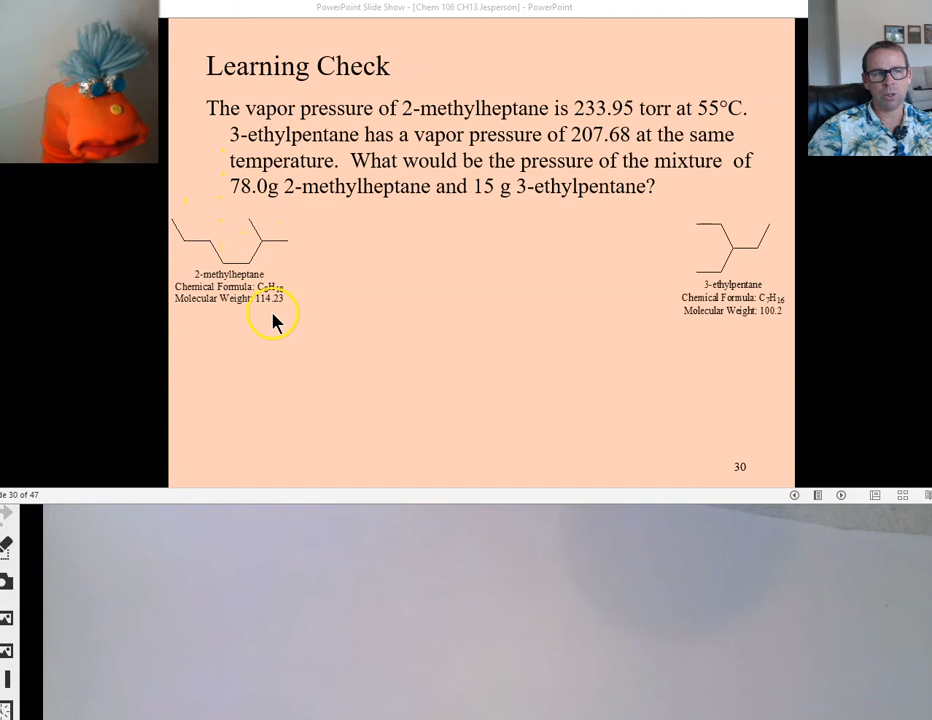 PowerPoint Slide Show - [Chem 106 CH13 Jesperson] - PowerPoint
Learning Check
The vapor pressure of 2-methylheptane is 233.95 torr at 55°C.
3-ethylpentane has a vapor pressure of 207.68 at the same
temperature. What would be the pressure of the mixture of
78.0g 2-methylheptane and 15 g 3-ethylpentane?
2-methylheptane
Chemical Formula: C₈H₁₈
Molecular Weight: 114.23
3-ethylpentane
Chemical Formula: C₇H₁₆
Molecular Weight: 100.2
30
de 30 of 47